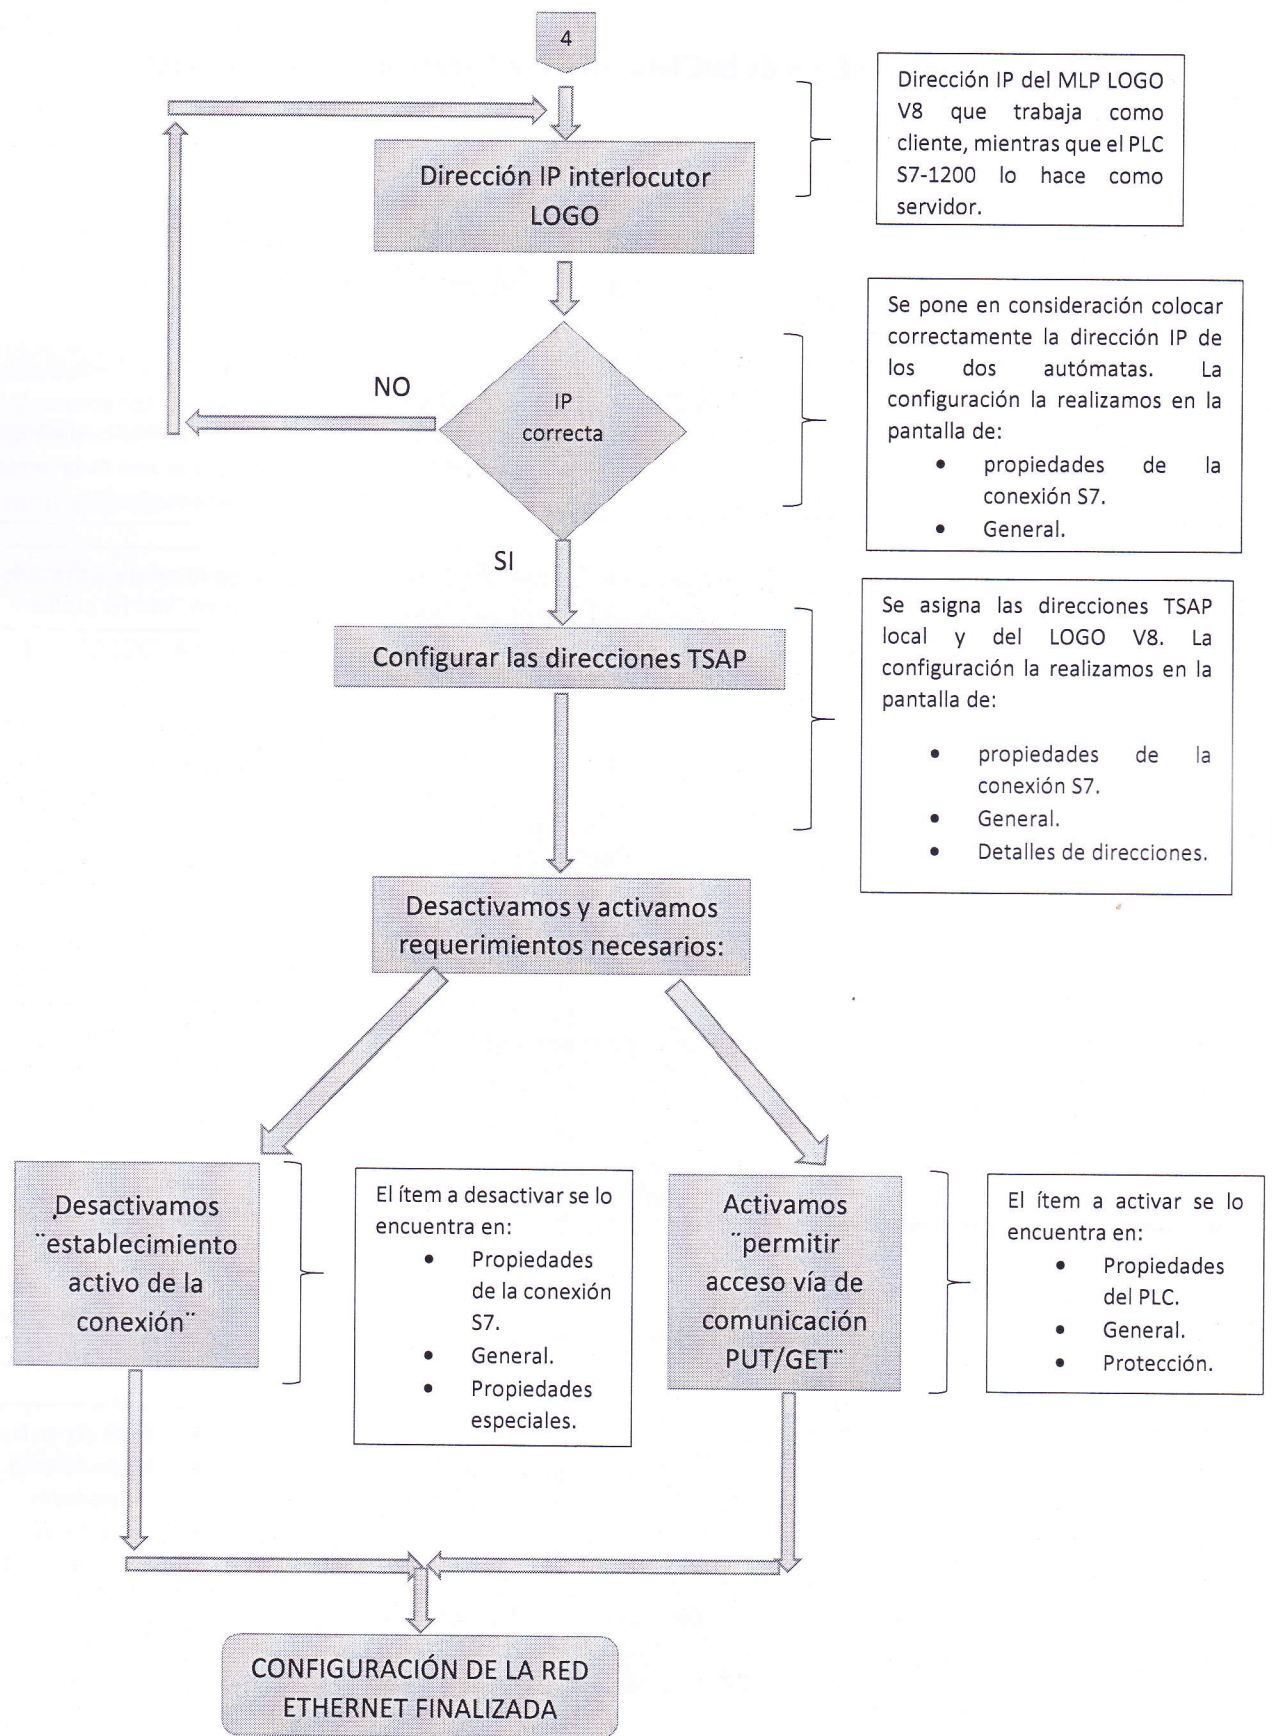 4
Dirección IP interlocutor
LOGO
Dirección IP del MLP LOGO
V8 que trabaja como
cliente, mientras que el PLC
S7-1200 lo hace como
servidor.
IP
correcta
NO
SI
Se pone en consideración colocar
correctamente la dirección IP de
los dos autómatas. La
configuración la realizamos en la
pantalla de:
• propiedades de la
conexión S7.
• General.
Configurar las direcciones TSAP
Se asigna las direcciones TSAP
local y del LOGO V8. La
configuración la realizamos en la
pantalla de:
• propiedades de la
conexión S7.
• General.
• Detalles de direcciones.
Desactivamos y activamos
requerimientos necesarios:
Desactivamos
¨establecimiento
activo de la
conexión¨
El ítem a desactivar se lo
encuentra en:
• Propiedades
de la conexión
S7.
• General.
• Propiedades
especiales.
Activamos
¨permitir
acceso vía de
comunicación
PUT/GET¨
El ítem a activar se lo
encuentra en:
• Propiedades
del PLC.
• General.
• Protección.
CONFIGURACIÓN DE LA RED
ETHERNET FINALIZADA